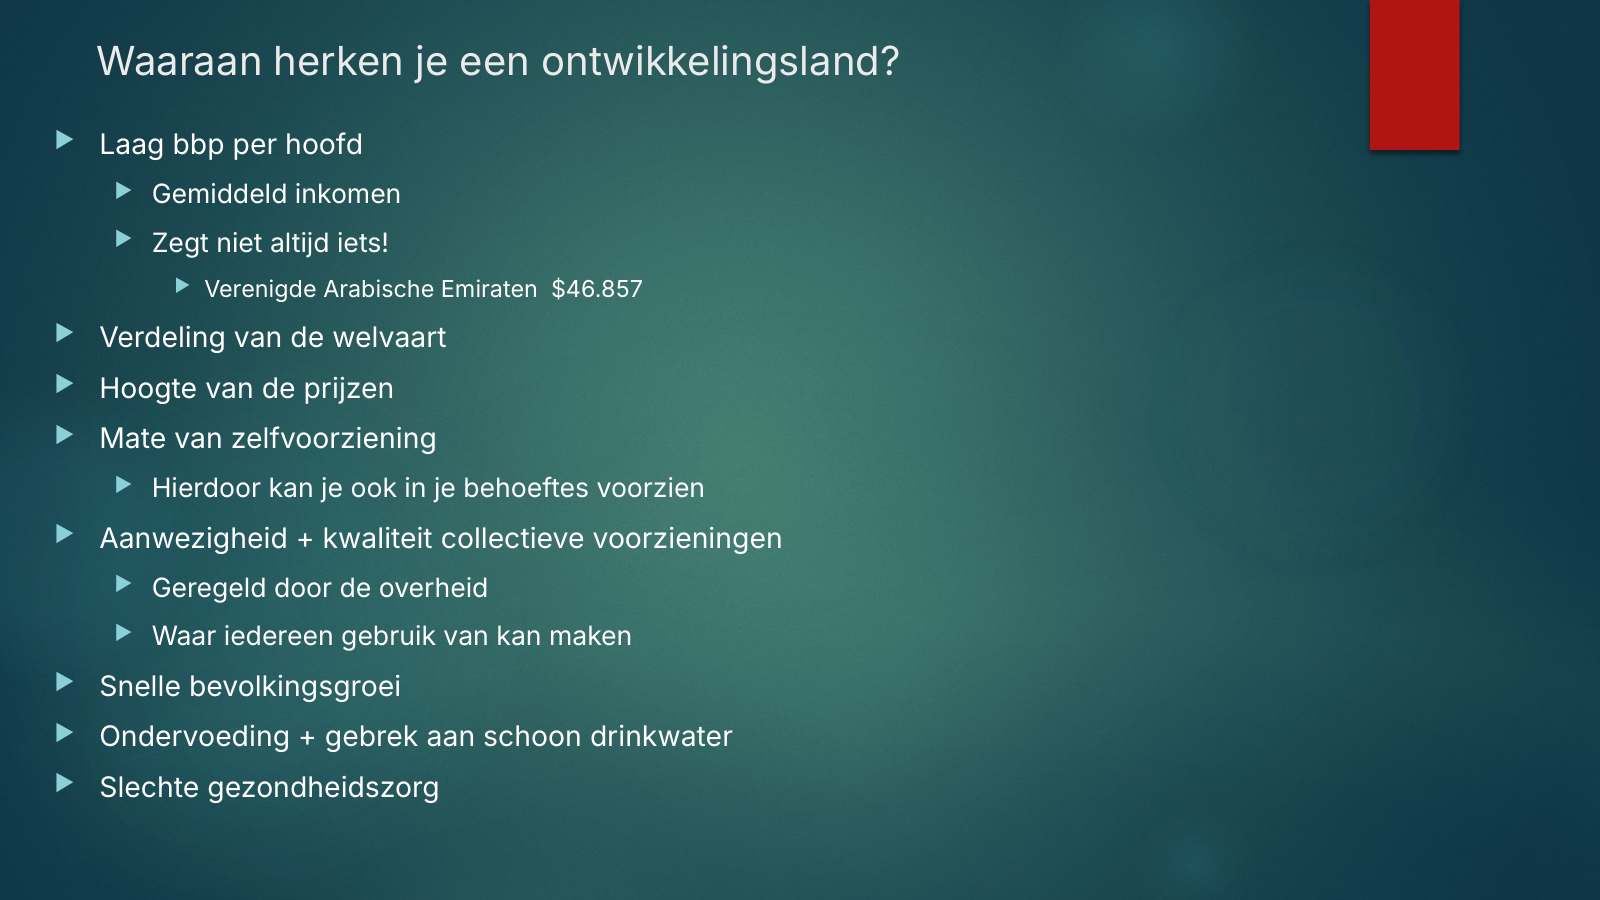 Waaraan herken je een ontwikkelingsland?
Laag bbp per hoofd
Gemiddeld inkomen
Zegt niet altijd iets!
Verenigde Arabische Emiraten $46.857
Verdeling van de welvaart
Hoogte van de prijzen
Mate van zelfvoorziening
Hierdoor kan je ook in je behoeftes voorzien
Aanwezigheid + kwaliteit collectieve voorzieningen
Geregeld door de overheid
Waar iedereen gebruik van kan maken
Snelle bevolkingsgroei
Ondervoeding + gebrek aan schoon drinkwater
Slechte gezondheidszorg